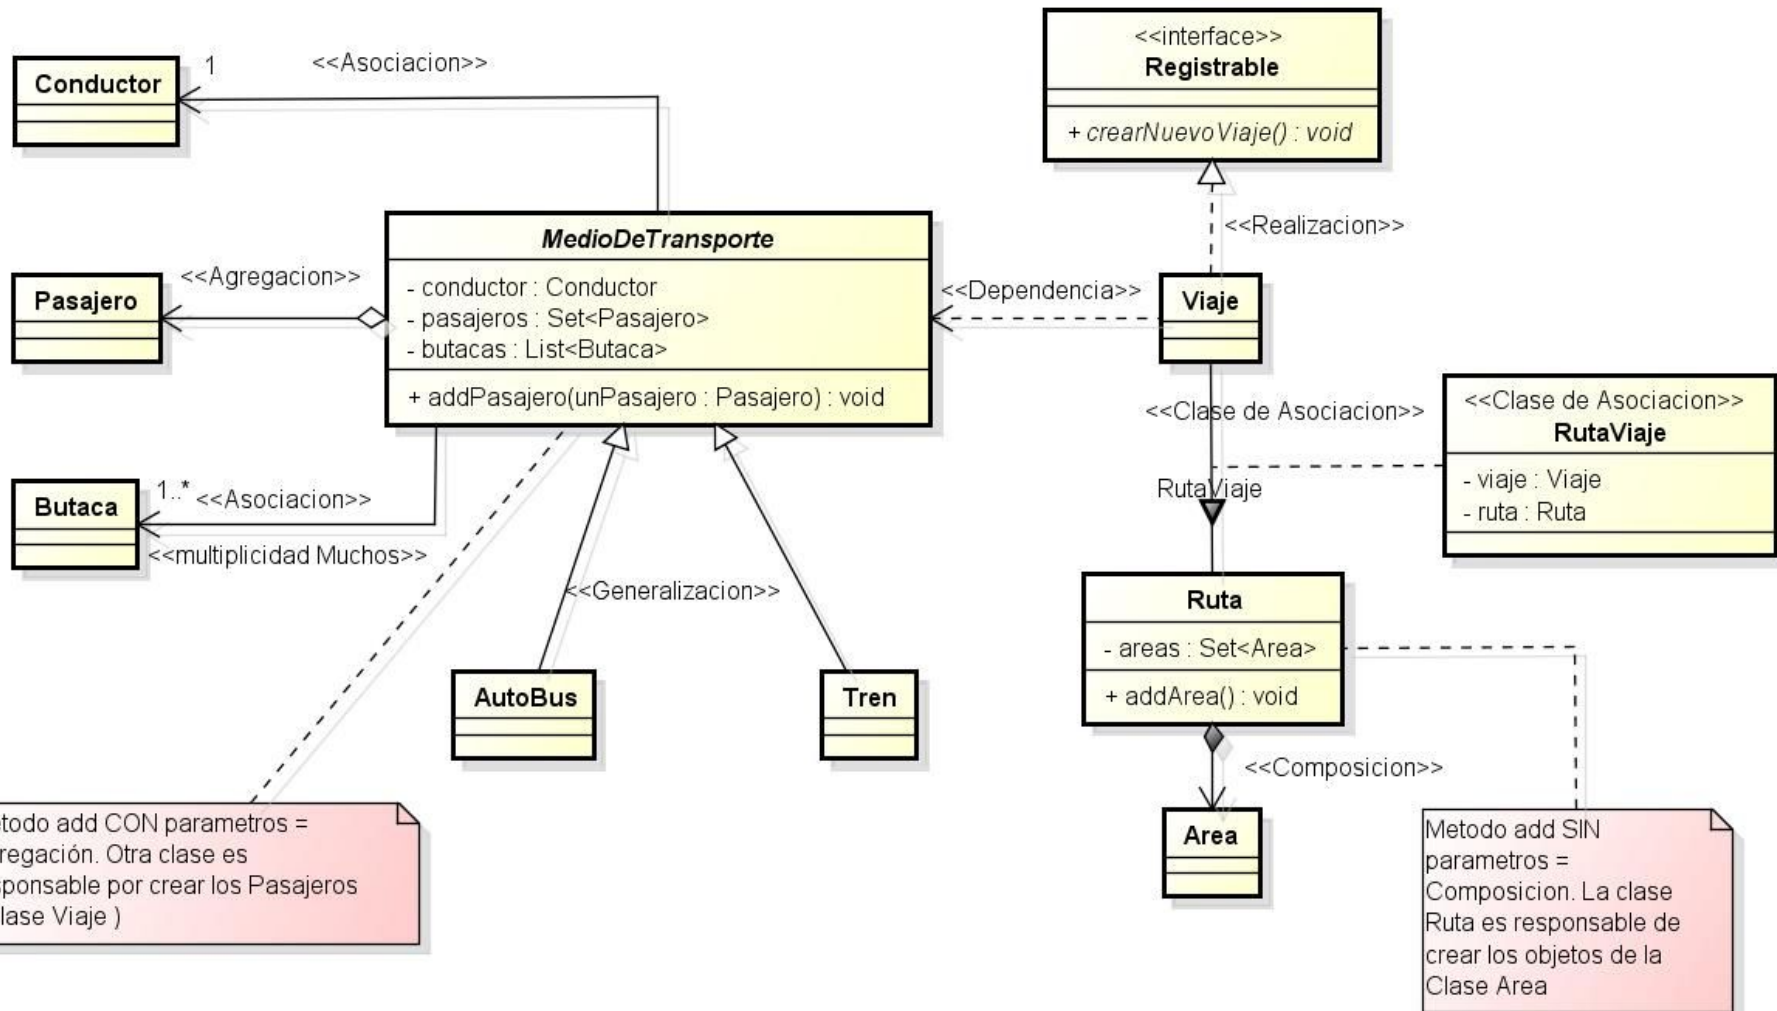 <<Asociacion>>
1
Conductor
<<interface>>
Registrable
+ crearNuevoViaje() : void
<<Realizacion>>
MedioDeTransporte
- conductor : Conductor
- pasajeros : Set<Pasajero>
- butacas : List<Butaca>
+ addPasajero(unPasajero : Pasajero) : void
<<Agregacion>>
Pasajero
<<Dependencia>>
Viaje
<<Clase de Asociacion>>
RutaViaje
<<Clase de Asociacion>>
RutaViaje
- viaje : Viaje
- ruta : Ruta
Butaca
1..*
<<Asociacion>>
<<multiplicidad Muchos>>
<<Generalizacion>>
AutoBus
Tren
Ruta
- areas : Set<Area>
+ addArea() : void
<<Composicion>>
Area
etodo add CON parametros =
regación. Otra clase es
sponsable por crear los Pasajeros
lase Viaje )
Metodo add SIN
parametros =
Composicion. La clase
Ruta es responsable de
crear los objetos de la
Clase Area